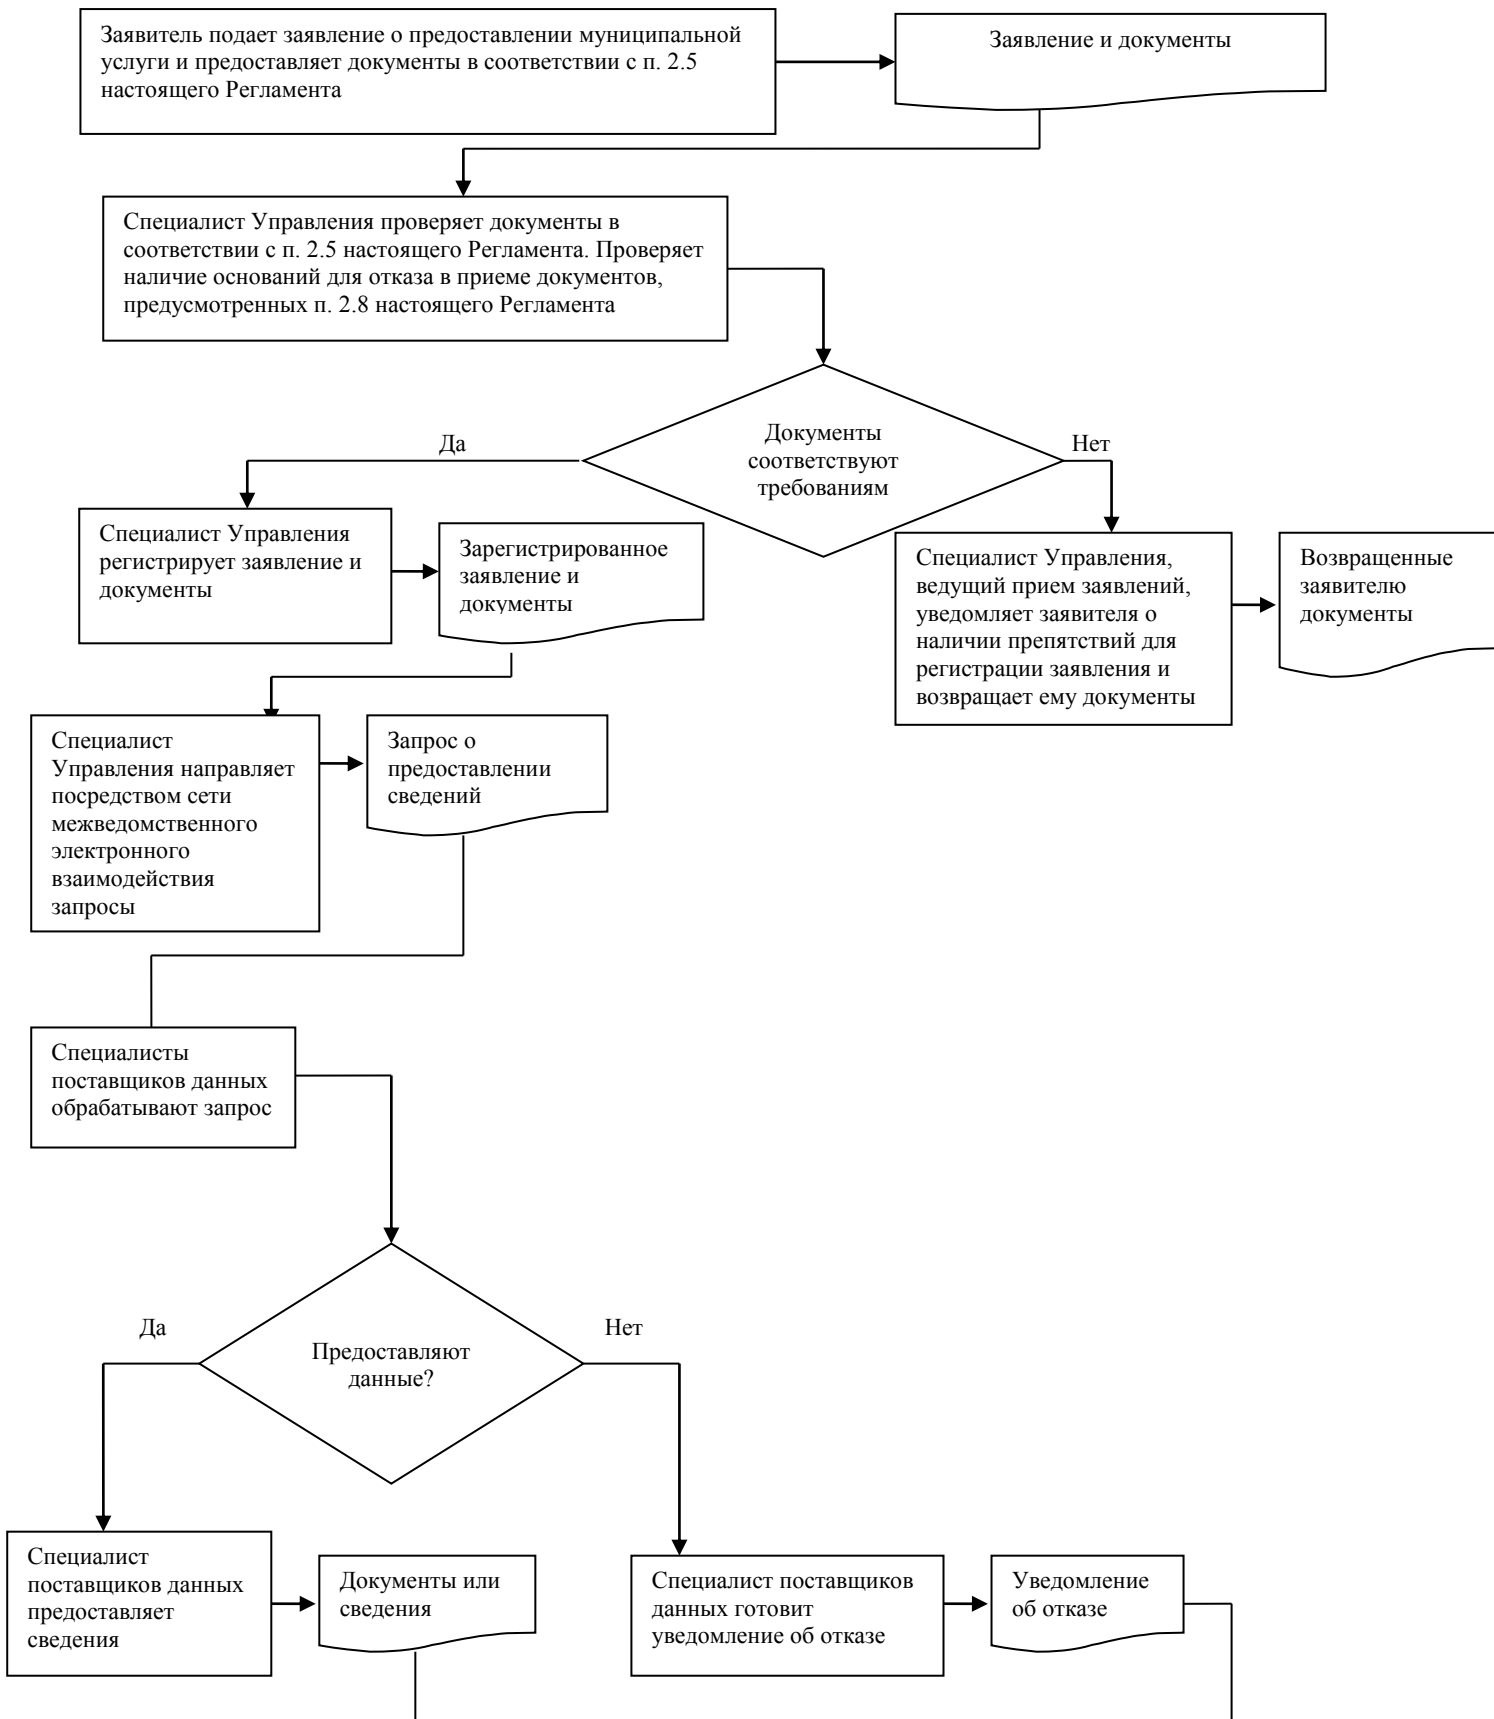 Заявитель подает заявление о предоставлении муниципальной
услуги и предоставляет документы в соответствии с п. 2.5
настоящего Регламента
Заявление и документы
Специалист Управления проверяет документы в
соответствии с п. 2.5 настоящего Регламента. Проверяет
наличие оснований для отказа в приеме документов,
предусмотренных п. 2.8 настоящего Регламента
Документы
соответствуют
требованиям
Да
Нет
Специалист Управления
регистрирует заявление и
документы
Зарегистрированное
заявление и
документы
Специалист Управления,
ведущий прием заявлений,
уведомляет заявителя о
наличии препятствий для
регистрации заявления и
возвращает ему документы
Возвращенные
заявителю
документы
Специалист
Управления направляет
посредством сети
межведомственного
электронного
взаимодействия
запросы
Запрос о
предоставлении
сведений
Специалисты
поставщиков данных
обрабатывают запрос
Да
Нет
Предоставляют
данные?
Специалист
поставщиков данных
предоставляет
сведения
Документы или
сведения
Специалист поставщиков
данных готовит
уведомление об отказе
Уведомление
об отказе